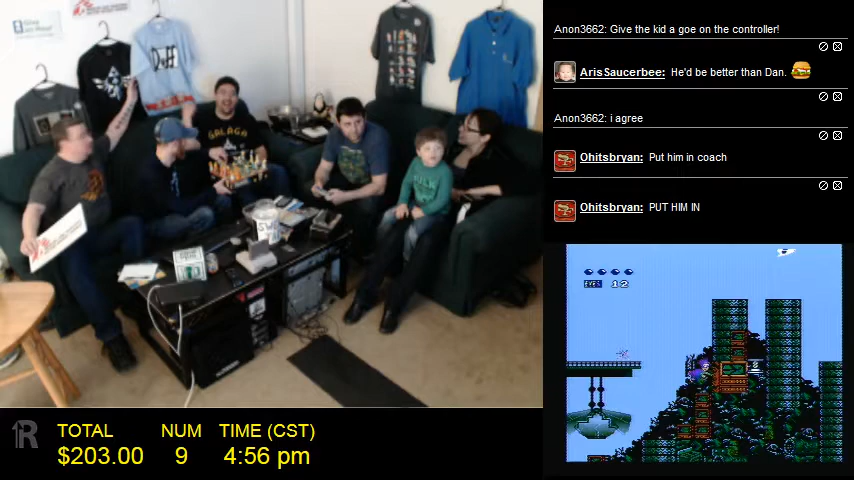 Anon3662: Give the kid a goe on the controller!
ArisSaucerbee: He'd be better than Dan.
Anon3662: i agree
Ohitsbryan: Put him in coach
Ohitsbryan: PUT HIM IN
Duff
GALAGA
12
R
TOTAL NUM TIME (CST)
$203.00 9 4:56 pm